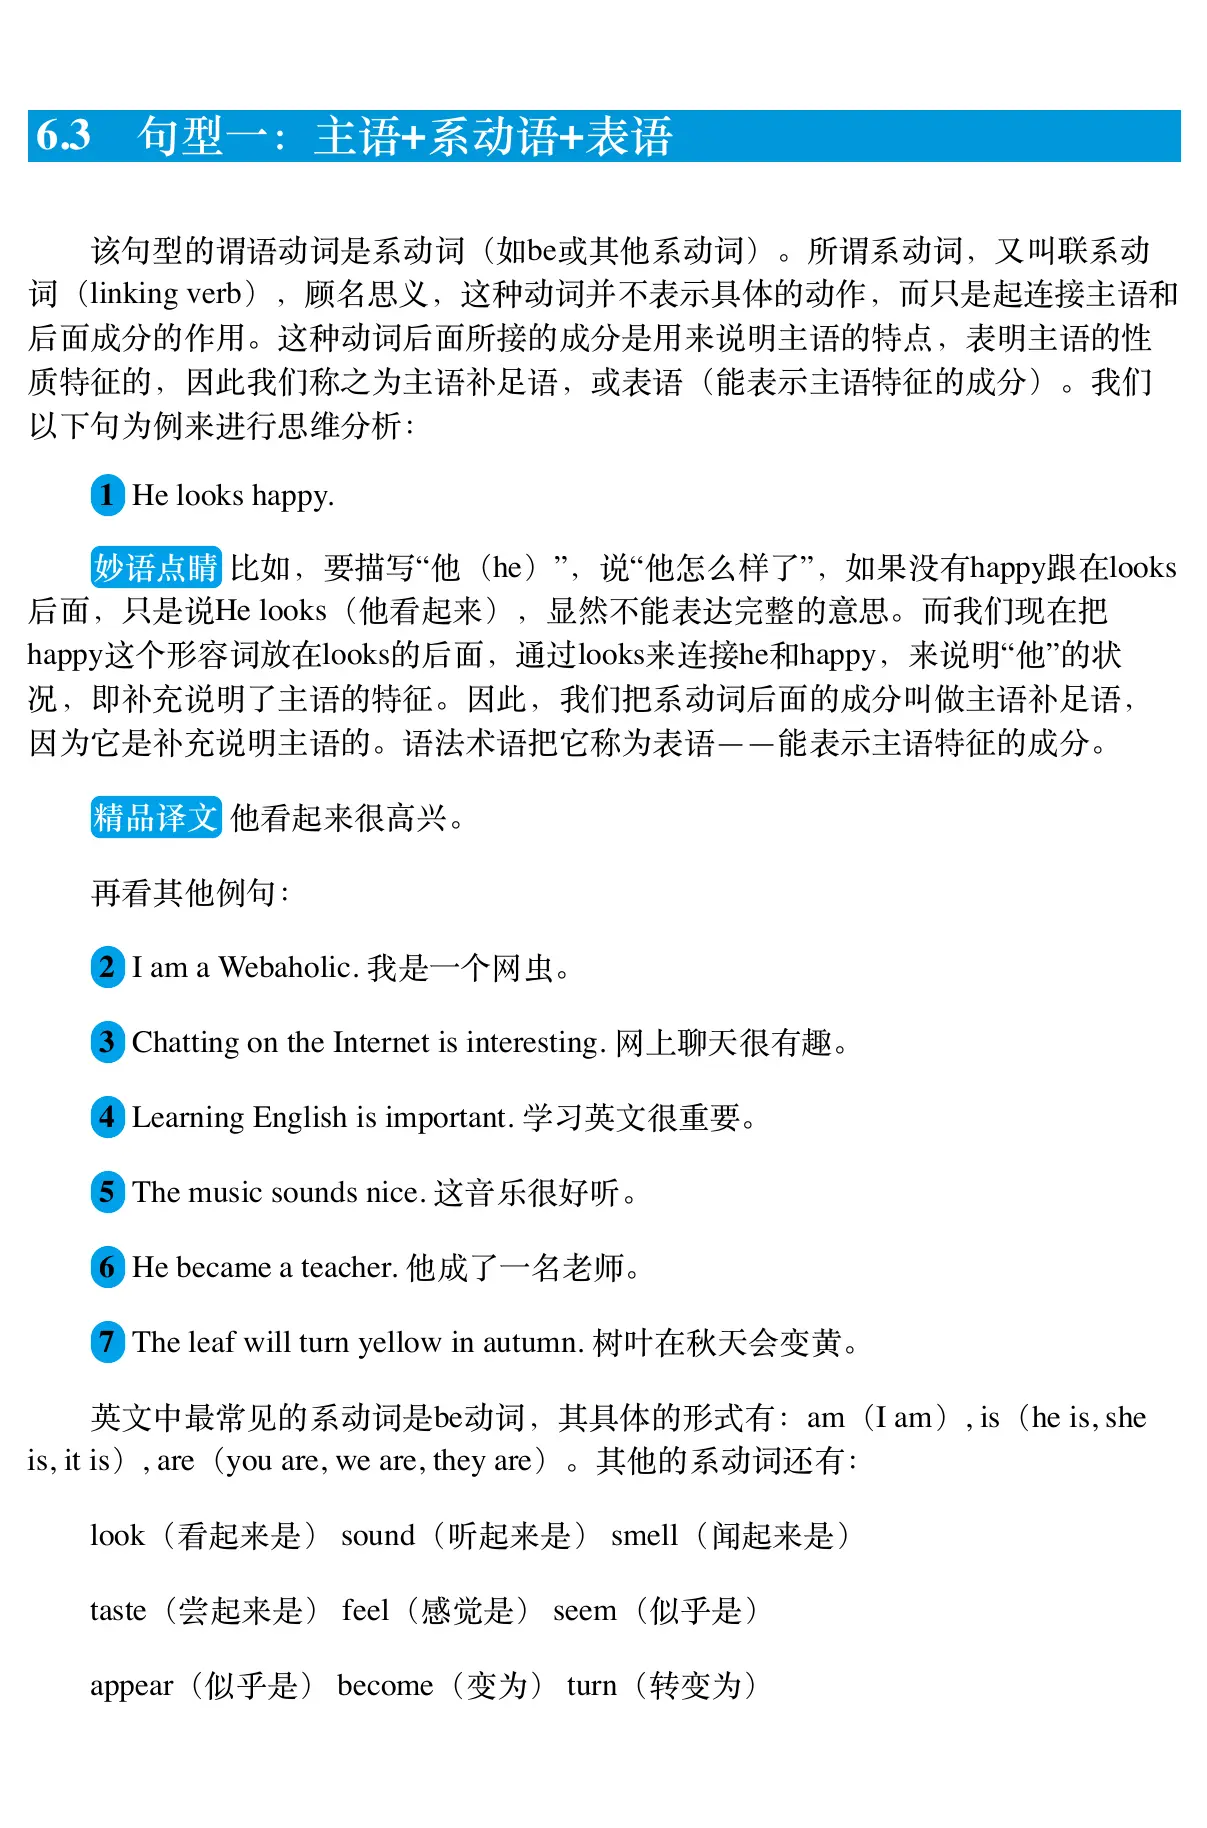 6.3 句型一：主语+系动语+表语
该句型的谓语动词是系动词（如be或其他系动词）。所谓系动词，又叫联系动
词（linking verb），顾名思义，这种动词并不表示具体的动作，而只是起连接主语和
后面成分的作用。这种动词后面所接的成分是用来说明主语的特点，表明主语的性
质特征的，因此我们称之为主语补足语，或表语（能表示主语特征的成分）。我们
以下句为例来进行思维分析：
1 He looks happy.
妙语点睛 比如，要描写“他（he）”，说“他怎么样了”，如果没有happy跟在looks
后面，只是说He looks（他看起来），显然不能表达完整的意思。而我们现在把
happy这个形容词放在looks的后面，通过looks来连接he和happy，来说明“他”的状
况，即补充说明了主语的特征。因此，我们把系动词后面的成分叫做主语补足语，
因为它是补充说明主语的。语法术语把它称为表语——能表示主语特征的成分。
精品译文 他看起来很高兴。
再看其他例句：
2 I am a Webaholic. 我是一个网虫。
3 Chatting on the Internet is interesting. 网上聊天很有趣。
4 Learning English is important. 学习英文很重要。
5 The music sounds nice. 这音乐很好听。
6 He became a teacher. 他成了一名老师。
7 The leaf will turn yellow in autumn. 树叶在秋天会变黄。
英文中最常见的系动词是be动词，其具体的形式有：am（I am）, is（he is, she
is, it is）, are（you are, we are, they are）。其他的系动词还有：
look（看起来是） sound（听起来是） smell（闻起来是）
taste（尝起来是） feel（感觉是） seem（似乎是）
appear（似乎是） become（变为） turn（转变为）